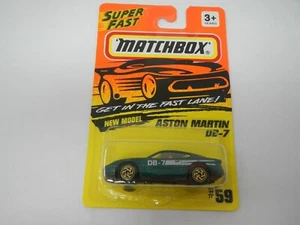 SUPER
FAST
3+
MATCHBOX
GET IN THE FAST LANE!
NEW MODEL
ASTON MARTIN
DB-7
DB-7
59